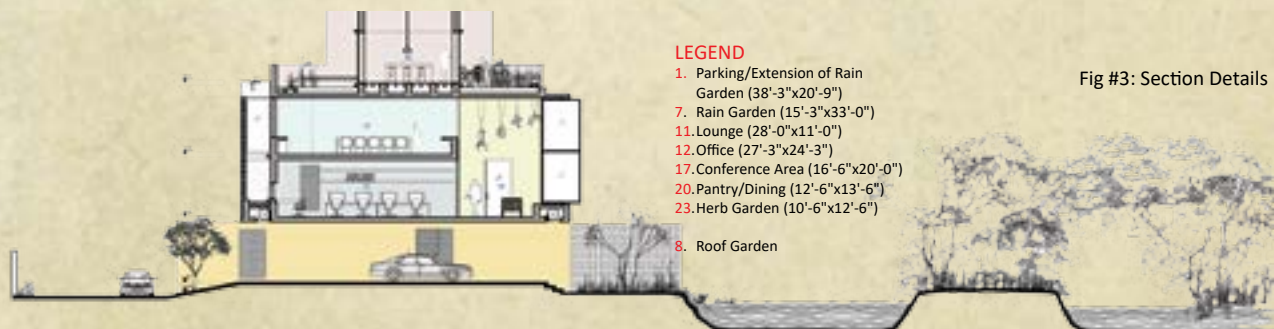 LEGEND
1. Parking/Extension of Rain
Garden (38'-3"x20'-9")
7. Rain Garden (15'-3"x33'-0")
11.Lounge (28'-0"x11'-0")
12.Office (27'-3"x24'-3")
17.Conference Area (16'-6"x20'-0")
20.Pantry/Dining (12'-6"x13'-6")
23.Herb Garden (10'-6"x12'-6")
8. Roof Garden
Fig #3: Section Details